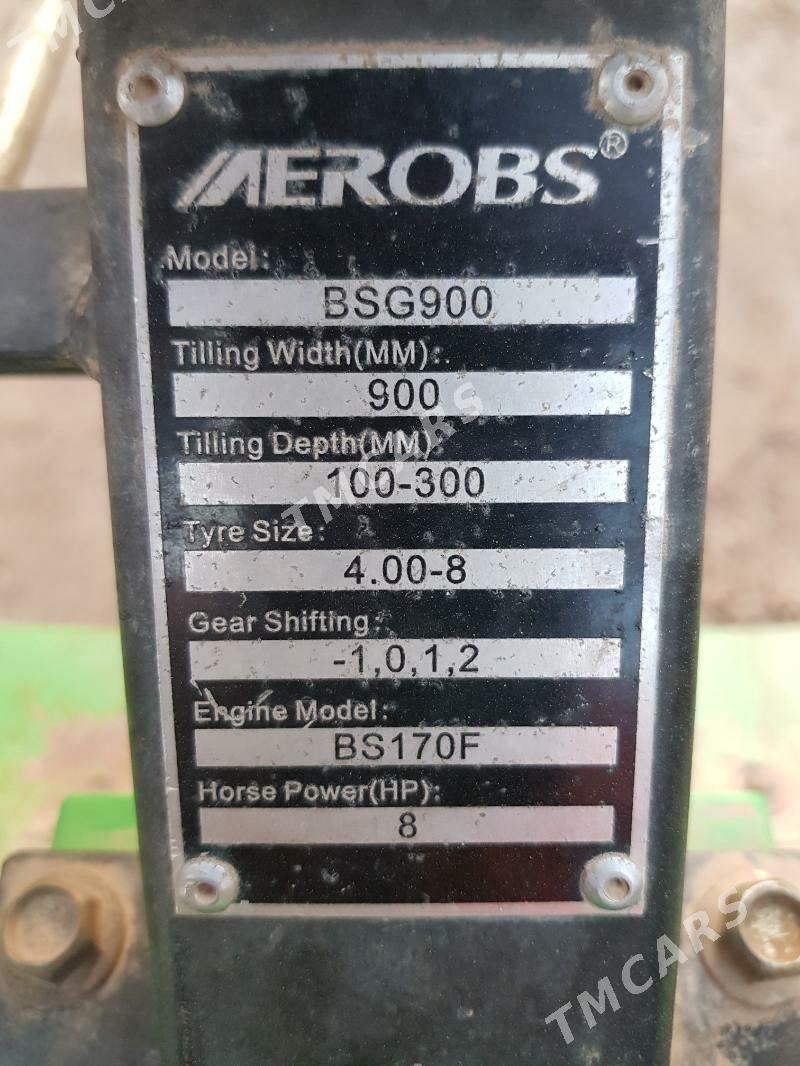 TMCARS
AEROBS®
Model:
BSG900
Tilling Width(MM):
900
Tilling Depth(MM):
100-300
TMCARS
Tyre Size:
4.00-8
Gear Shifting:
-1,0,1,2
Engine Model:
BS170F
Horse Power(HP):
8
TMCARS